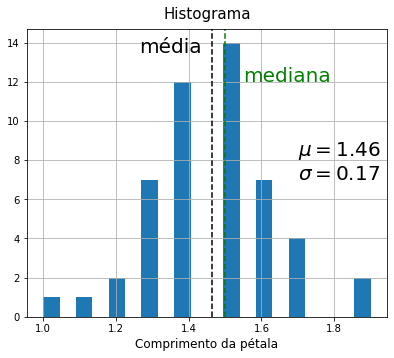 Histograma
média
mediana
μ = 1.46
σ = 0.17
14
12
10
8
6
4
2
0
1.0 1.2 1.4 1.6 1.8
Comprimento da pétala